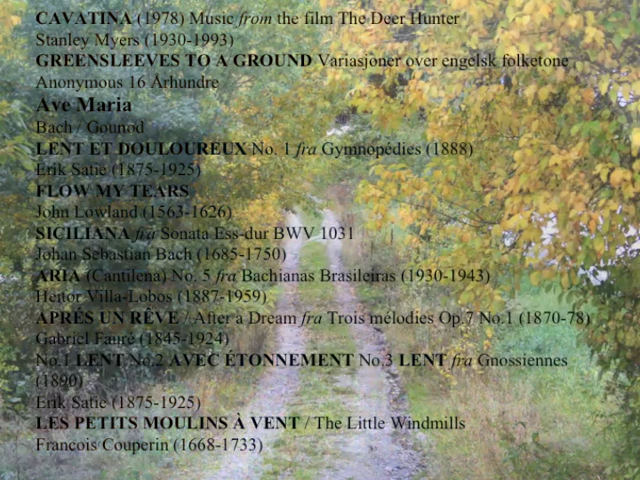 CAVATINA (1978) Music from the film The Deer Hunter
Stanley Myers (1930-1993)
GREENSLEEVES TO A GROUND Variasjoner over engelsk folketone
Anonymous 16 Århundre
Ave Maria
Bach / Gounod
LENT ET DOULOUREUX No. 1 fra Gymnopédies (1888)
Erik Satie (1875-1925)
FLOW MY TEARS
John Lowland (1563-1626)
SICILIANA fra Sonata Ess-dur BWV 1031
Johan Sebastian Bach (1685-1750)
ARIA (Cantilena) No. 5 fra Bachianas Brasileiras (1930-1943)
Heitor Villa-Lobos (1887-1959)
APRÉS UN RÊVE / After a Dream fra Trois mélodies Op.7 No.1 (1870-78)
Gabriel Fauré (1845-1924)
No.1 LENT No.2 AVEC ÉTONNEMENT No.3 LENT fra Gnossiennes
(1890)
Erik Satie (1875-1925)
LES PETITS MOULINS À VENT / The Little Windmills
Francois Couperin (1668-1733)